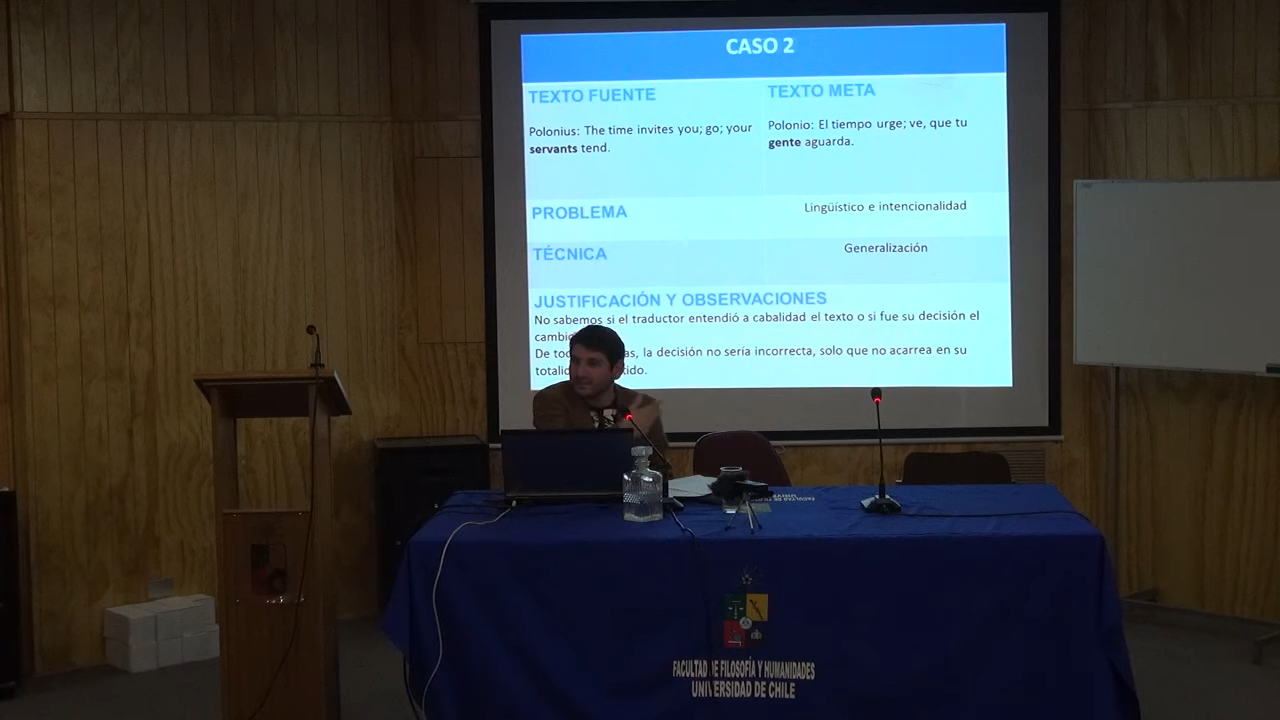 CASO 2
TEXTO FUENTE
Polonius: The time invites you; go; your
servants tend.
TEXTO META
Polonio: El tiempo urge; ve, que tu
gente aguarda.
PROBLEMA
Lingüístico e intencionalidad
TÉCNICA
Generalización
JUSTIFICACIÓN Y OBSERVACIONES
No sabemos si el traductor entendió a cabalidad el texto o si fue su decisión el
De la decisión no sería incorrecta, solo que no acarrea en su
FACULTAD DE FILOSOFÍA Y HUMANIDADES
UNIVERSIDAD DE CHILE